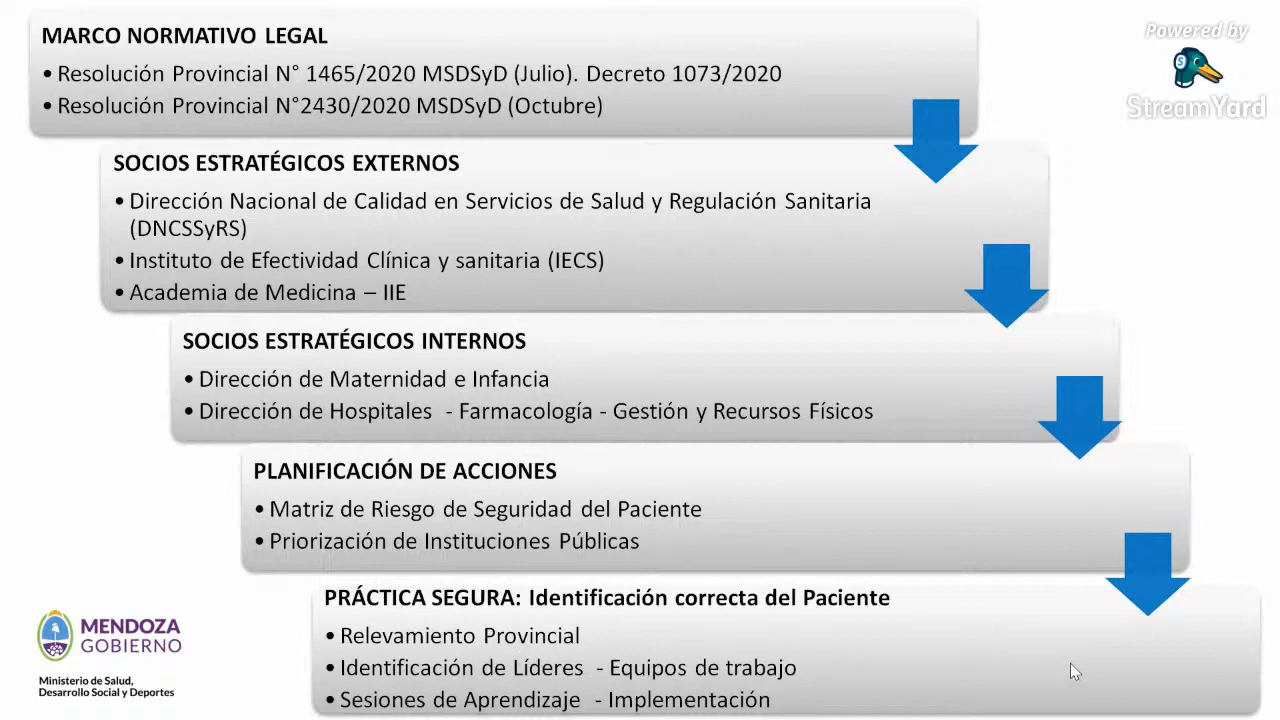 MARCO NORMATIVO LEGAL
• Resolución Provincial N° 1465/2020 MSDSyD (Julio). Decreto 1073/2020
• Resolución Provincial N°2430/2020 MSDSyD (Octubre)
Powered by
StreamYard
SOCIOS ESTRATÉGICOS EXTERNOS
• Dirección Nacional de Calidad en Servicios de Salud y Regulación Sanitaria
(DNCSSyRS)
• Instituto de Efectividad Clínica y sanitaria (IECS)
• Academia de Medicina – IIE
SOCIOS ESTRATÉGICOS INTERNOS
• Dirección de Maternidad e Infancia
• Dirección de Hospitales - Farmacología - Gestión y Recursos Físicos
PLANIFICACIÓN DE ACCIONES
• Matriz de Riesgo de Seguridad del Paciente
• Priorización de Instituciones Públicas
PRÁCTICA SEGURA: Identificación correcta del Paciente
• Relevamiento Provincial
• Identificación de Líderes - Equipos de trabajo
• Sesiones de Aprendizaje - Implementación
MENDOZA
GOBIERNO
Ministerio de Salud,
Desarrollo Social y Deportes